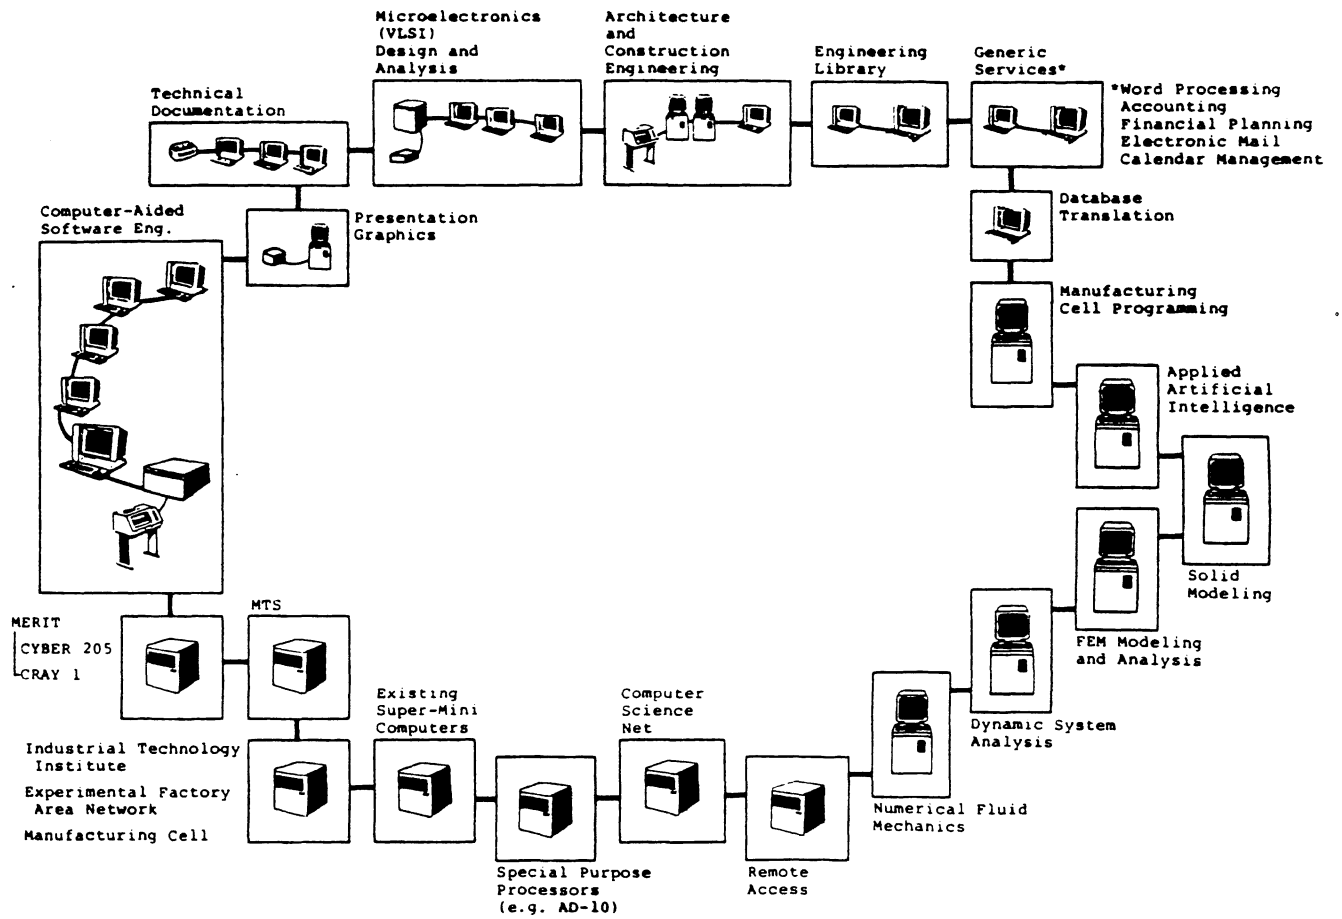 Microelectronics
(VLSI)
Design and
Analysis
Architecture
and
Construction
Engineering
Engineering
Library
Generic
Services*
*Word Processing
Accounting
Financial Planning
Electronic Mail
Calendar Management
Technical
Documentation
Presentation
Graphics
Computer-Aided
Software Eng.
Database
Translation
Manufacturing
Cell Programming
Applied
Artificial
Intelligence
Solid
Modeling
FEM Modeling
and Analysis
Dynamic System
Analysis
Numerical Fluid
Mechanics
Remote
Access
Computer
Science
Net
Special Purpose
Processors
(e.g. AD-10)
Existing
Super-Mini
Computers
MTS
MERIT
CYBER 205
CRAY 1
Industrial Technology
Institute
Experimental Factory
Area Network
Manufacturing Cell